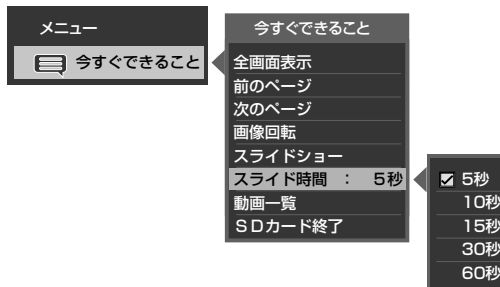 メニュー
今すぐできること
今すぐできること
全画面表示
前のページ
次のページ
画像回転
スライドショー
スライド時間 ： 5秒
動画一覧
ＳＤカード終了
5秒
10秒
15秒
30秒
60秒